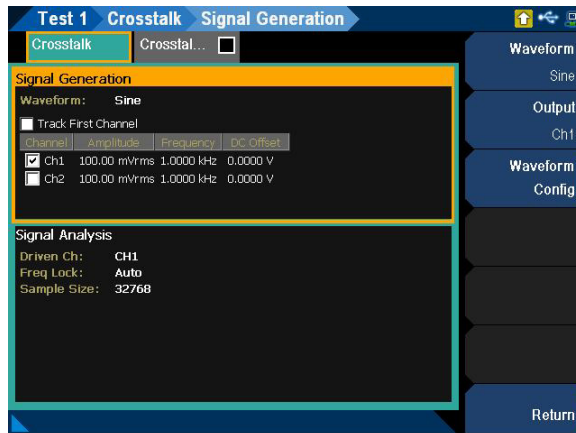 Test 1 Crosstalk Signal Generation
Crosstalk Crosstal...
Signal Generation
Waveform: Sine
Track First Channel
Channel Amplitude Frequency DC Offset
Ch1 100.00 mVrms 1.0000 kHz 0.0000 V
Ch2 100.00 mVrms 1.0000 kHz 0.0000 V
Signal Analysis
Driven Ch: CH1
Freq Lock: Auto
Sample Size: 32768
Waveform
Sine
Output
Ch1
Waveform
Config
Return